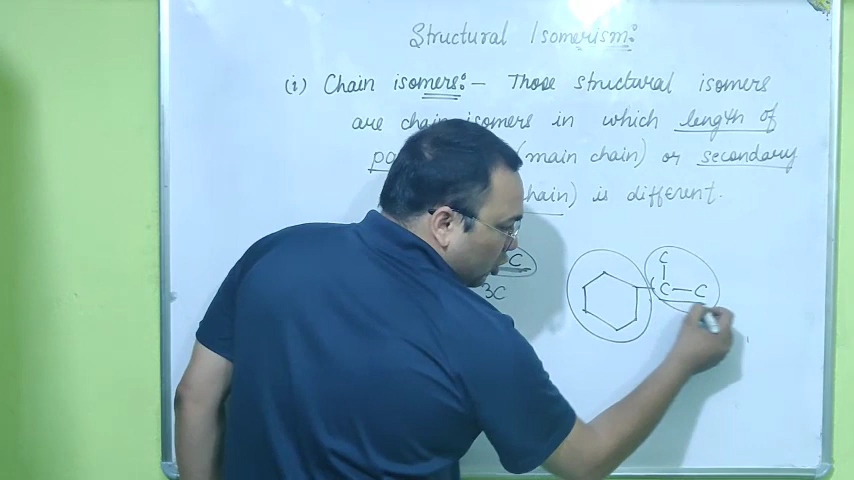 Structural Isomerism:
(i) Chain isomers:- Those structural isomers
are chain isomers in which length of
(main chain) or secondary
chain) is different.
C
C
C - C
3C